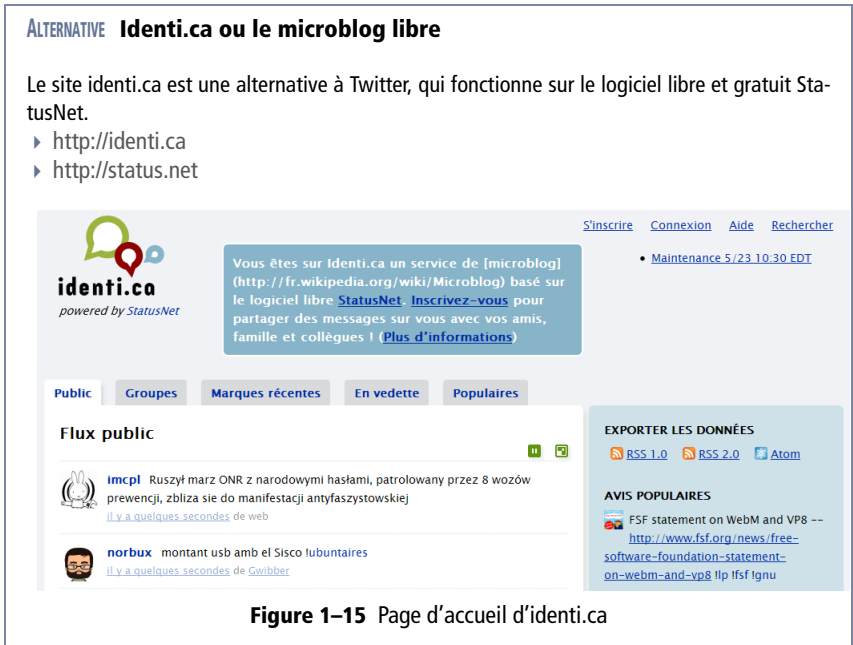 ALTERNATIVE Identi.ca ou le microblog libre
Le site identi.ca est une alternative à Twitter, qui fonctionne sur le logiciel libre et gratuit Sta-
tusNet.
http://identi.ca
http://status.net
S'inscrire Connexion Aide Rechercher
Maintenance 5/23 10:30 EDT
identi.ca
powered by StatusNet
Vous êtes sur Identi.ca un service de [microblog]
(http://fr.wikipedia.org/wiki/Microblog) basé sur
le logiciel libre StatusNet. Inscrivez-vous pour
partager des messages sur vous avec vos amis,
famille et collègues ! (Plus d'informations)
Public Groupes Marques récentes En vedette Populaires
Flux public
imcpl Ruszył marz ONR z narodowymi hasłami, patrolowany przez 8 wozów
prewencji, zbliza sie do manifestacji antyfaszystowskiej
il y a quelques secondes de web
norbux montant usb amb el Sisco !ubuntaires
il y a quelques secondes de Gwibber
EXPORTER LES DONNÉES
RSS 1.0 RSS 2.0 Atom
AVIS POPULAIRES
FSF statement on WebM and VP8 --
http://www.fsf.org/news/free-
software-foundation-statement-
on-webm-and-vp8 !lp !fsf !gnu
Figure 1–15 Page d'accueil d'identi.ca